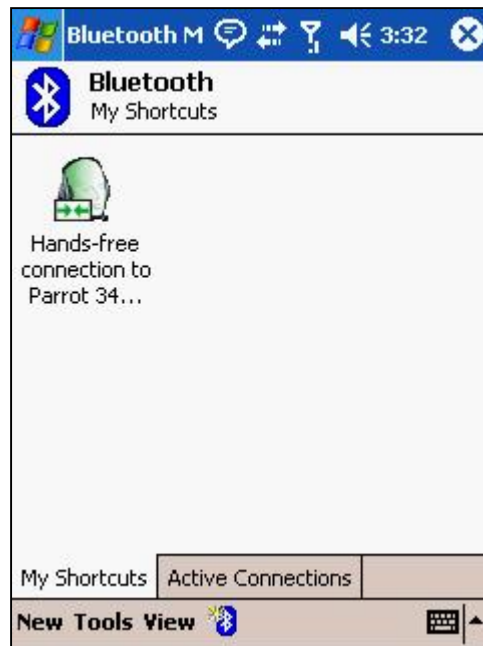 Bluetooth M 3:32
Bluetooth
My Shortcuts
Hands-free
connection to
Parrot 34...
My Shortcuts Active Connections
New Tools View